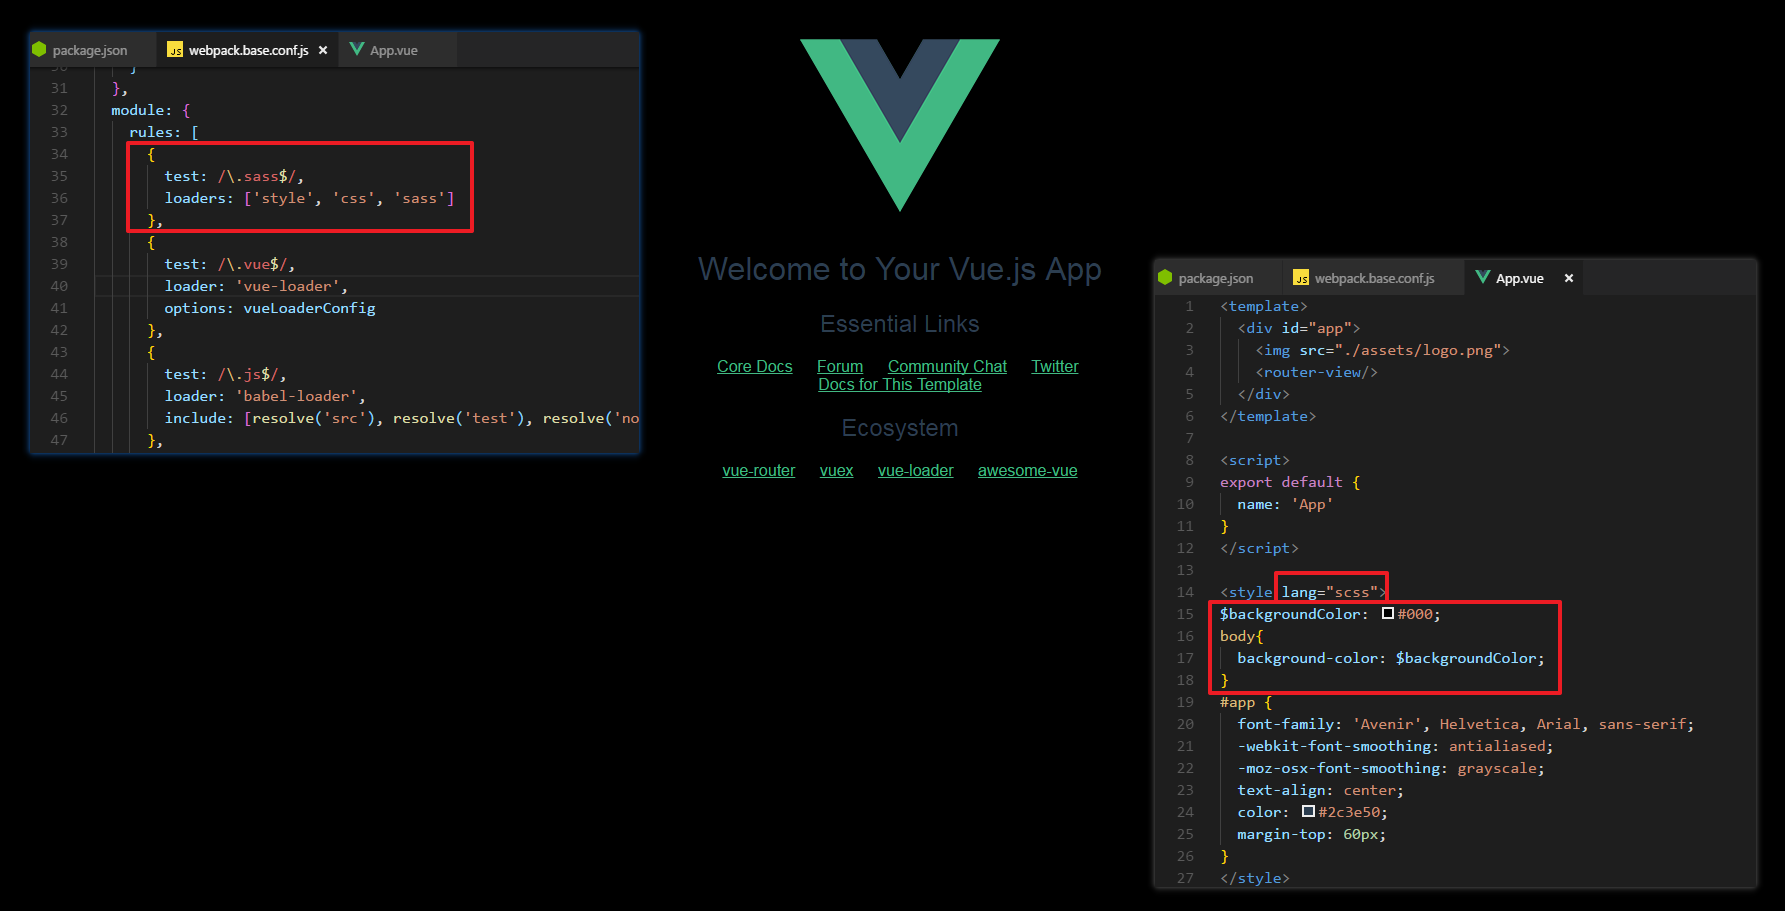 package.json
webpack.base.conf.js ×
App.vue
30 ]
31 },
32 module: {
33 rules: [
34 {
35 test: /\.sass$/,
36 loaders: ['style', 'css', 'sass']
37 },
38 {
39 test: /\.vue$/,
40 loader: 'vue-loader',
41 options: vueLoaderConfig
42 },
43 {
44 test: /\.js$/,
45 loader: 'babel-loader',
46 include: [resolve('src'), resolve('test'), resolve('no
47 },
Welcome to Your Vue.js App
Essential Links
Core Docs Forum Community Chat Twitter
Docs for This Template
Ecosystem
vue-router vuex vue-loader awesome-vue
package.json
webpack.base.conf.js
App.vue ×
1 <template>
2 <div id="app">
3 <img src="./assets/logo.png">
4 <router-view/>
5 </div>
6 </template>
7
8 <script>
9 export default {
10 name: 'App'
11 }
12 </script>
13
14 <style lang="scss">
15 $backgroundColor: #000;
16 body{
17 background-color: $backgroundColor;
18 }
19 #app {
20 font-family: 'Avenir', Helvetica, Arial, sans-serif;
21 -webkit-font-smoothing: antialiased;
22 -moz-osx-font-smoothing: grayscale;
23 text-align: center;
24 color: #2c3e50;
25 margin-top: 60px;
26 }
27 </style>